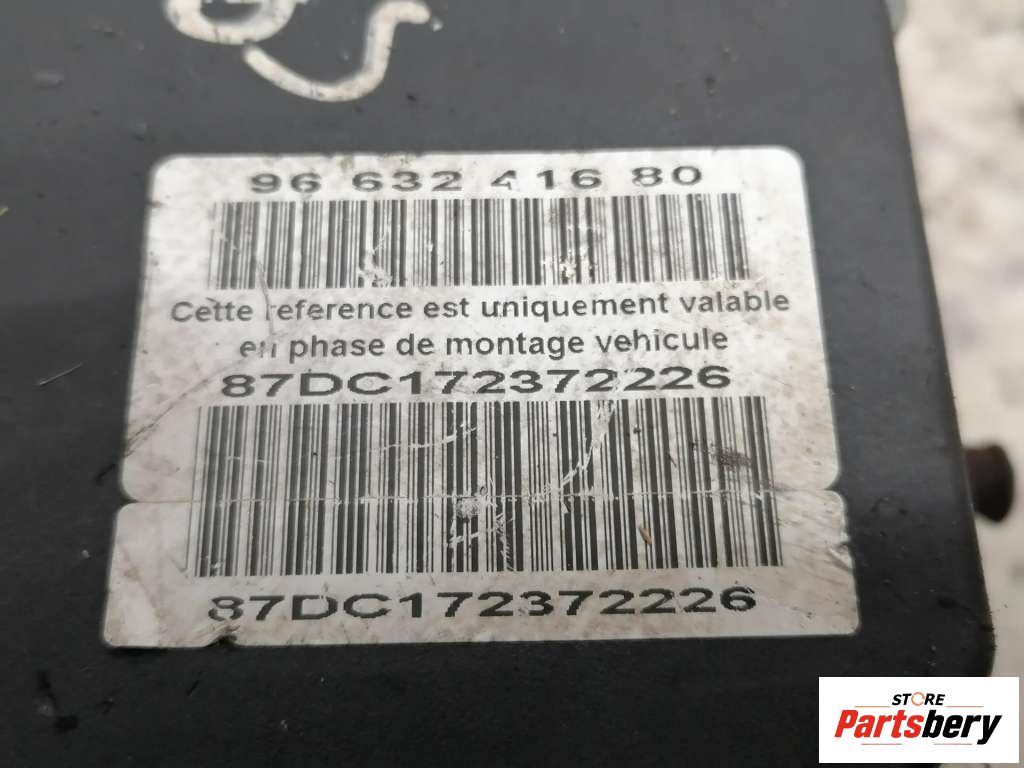 96 632 416 80
Cette reference est uniquement valable
en phase de montage vehicule
87DC172372226
87DC172372226
STORE
Partsbery